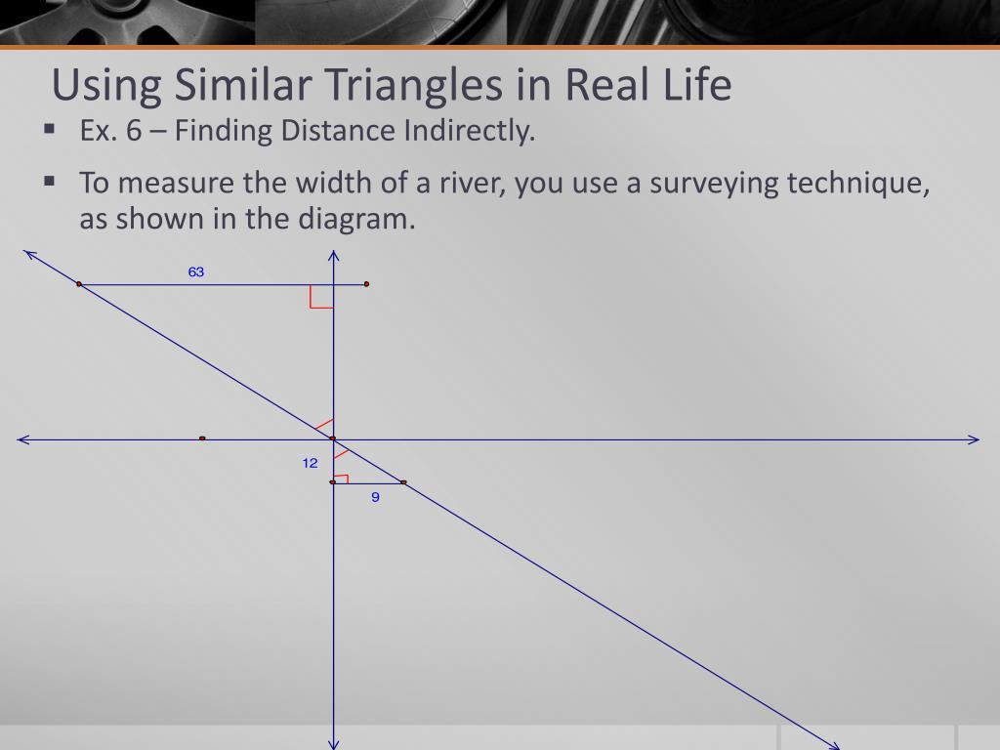 Using Similar Triangles in Real Life
▪ Ex. 6 – Finding Distance Indirectly.
▪ To measure the width of a river, you use a surveying technique,
as shown in the diagram.
63
12
9